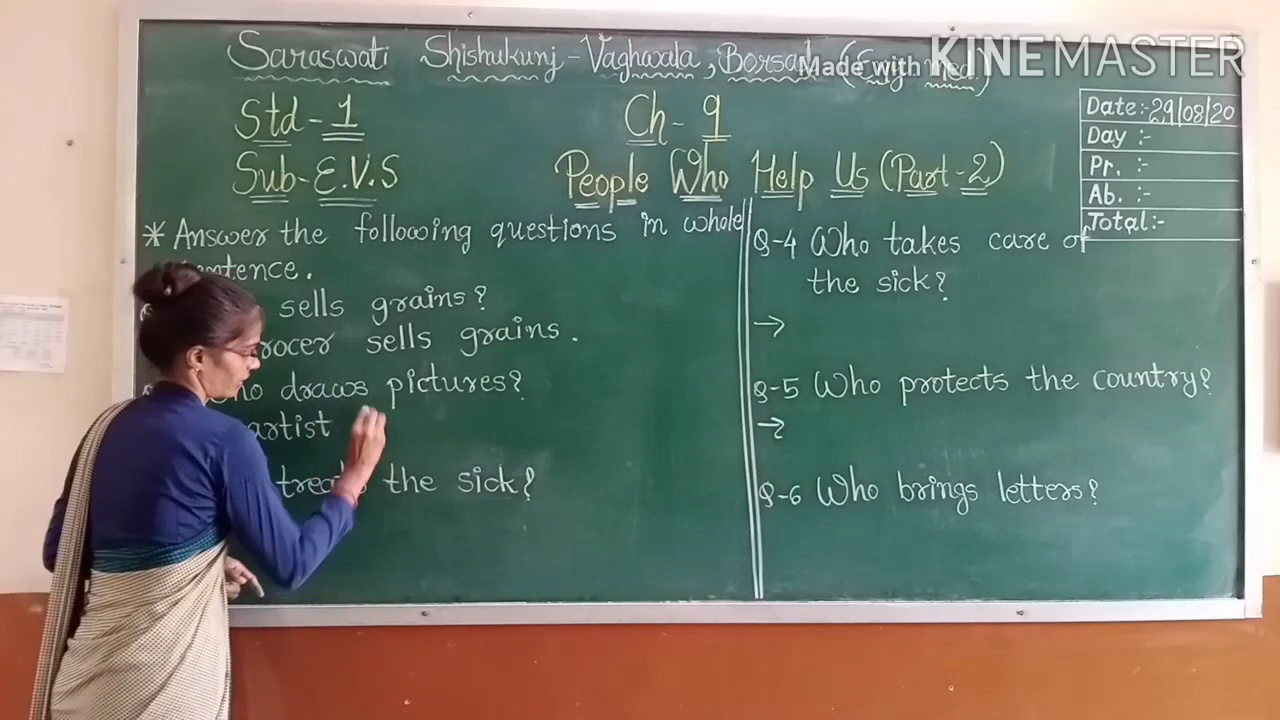 Saraswati Shishukunj-Vaghwala, Borsad (Eng. Med.)
Made with KINEMASTER
Std-1
Ch-9
Sub-E.V.S
People Who Help Us (Part-2)
Date:-29/08/20
Day :-
Pr. :-
Ab. :-
Total:-
* Answer the following questions in whole
sentence.
sells grains?
rocer sells grains.
draws pictures?
artist
treats the sick?
Q-4 Who takes care of
the sick?
→
Q-5 Who protects the country?
→
Q-6 Who brings letters?